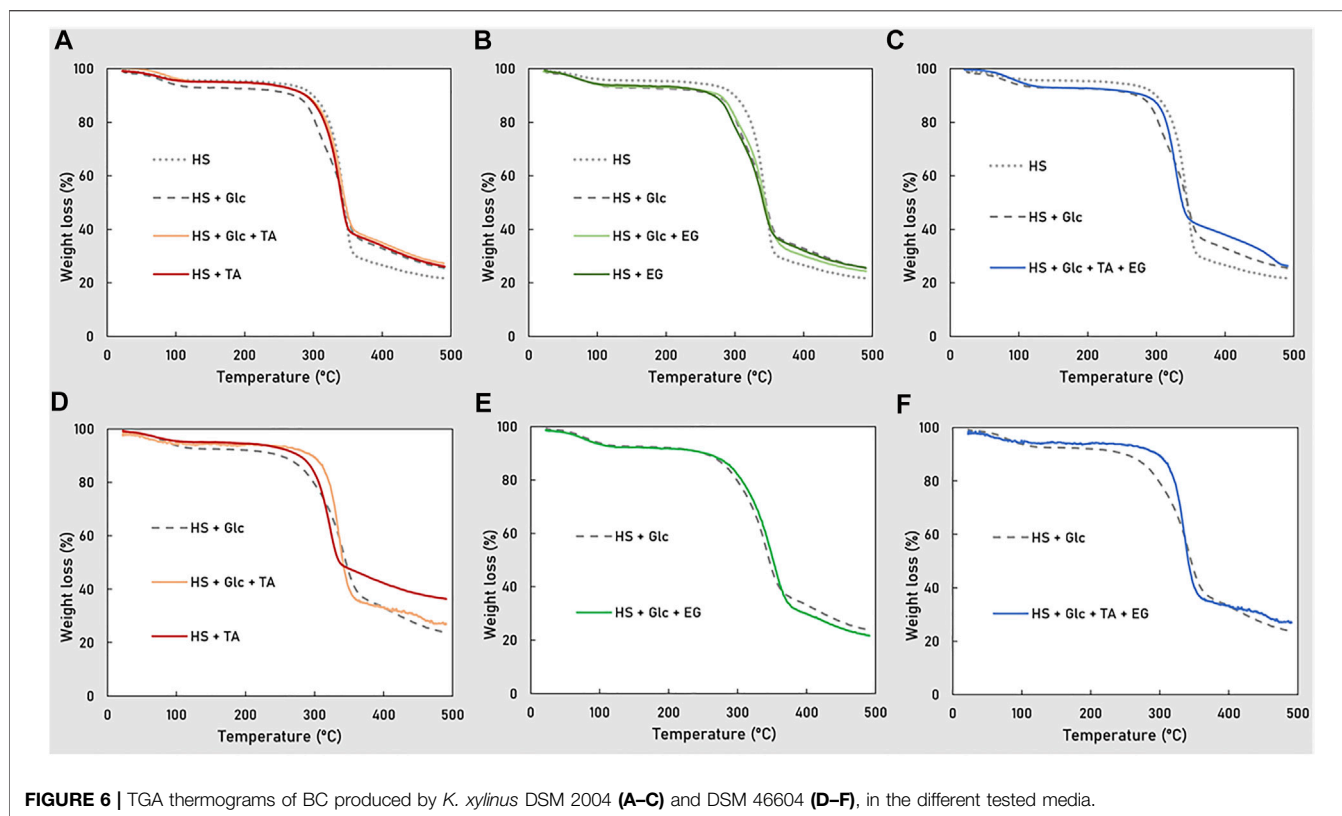 A
Weight loss (%)
100
80
60
40
20
0
HS
HS + Glc
HS + Glc + TA
HS + TA
0 100 200 300 400 500
Temperature (ºC)
B
Weight loss (%)
100
80
60
40
20
0
HS
HS + Glc
HS + Glc + EG
HS + EG
0 100 200 300 400 500
Temperature (ºC)
C
Weight loss (%)
100
80
60
40
20
0
HS
HS + Glc
HS + Glc + TA + EG
0 100 200 300 400 500
Temperature (ºC)
D
Weight loss (%)
100
80
60
40
20
0
HS + Glc
HS + Glc + TA
HS + TA
0 100 200 300 400 500
Temperature (ºC)
E
Weight loss (%)
100
80
60
40
20
0
HS + Glc
HS + Glc + EG
0 100 200 300 400 500
Temperature (ºC)
F
Weight loss (%)
100
80
60
40
20
0
HS + Glc
HS + Glc + TA + EG
0 100 200 300 400 500
Temperature (ºC)
FIGURE 6 | TGA thermograms of BC produced by K. xylinus DSM 2004 (A–C) and DSM 46604 (D–F), in the different tested media.